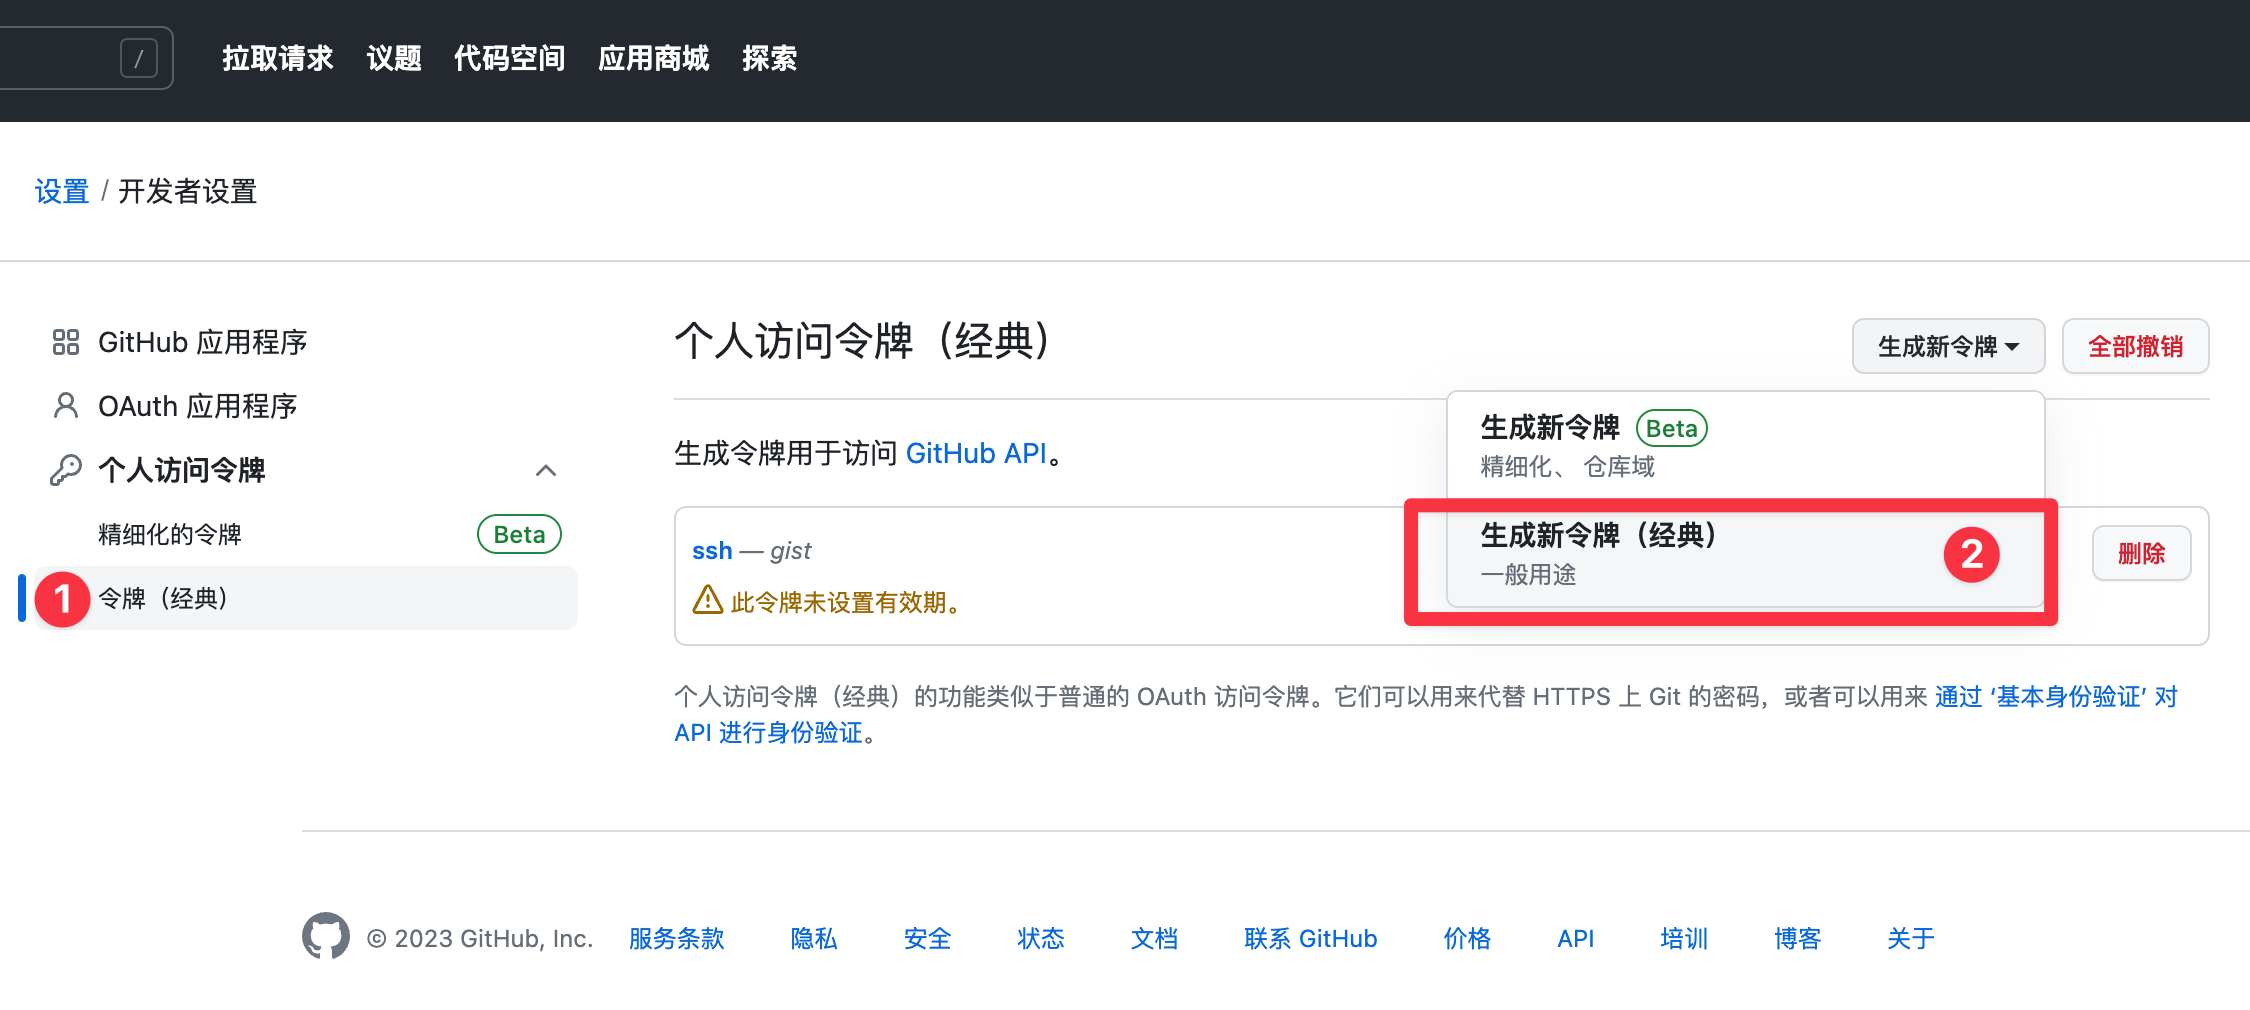 / 拉取请求 议题 代码空间 应用商城 探索
设置 / 开发者设置
GitHub 应用程序
OAuth 应用程序
个人访问令牌
精细化的令牌 Beta
1 令牌（经典）
个人访问令牌（经典）
生成新令牌 全部撤销
生成新令牌 Beta
精细化、 仓库域
生成新令牌（经典） 2
一般用途
生成令牌用于访问 GitHub API。
ssh — gist
此令牌未设置有效期。
删除
个人访问令牌（经典）的功能类似于普通的 OAuth 访问令牌。它们可以用来代替 HTTPS 上 Git 的密码，或者可以用来 通过 ‘基本身份验证’ 对
API 进行身份验证。
© 2023 GitHub, Inc. 服务条款 隐私 安全 状态 文档 联系 GitHub 价格 API 培训 博客 关于